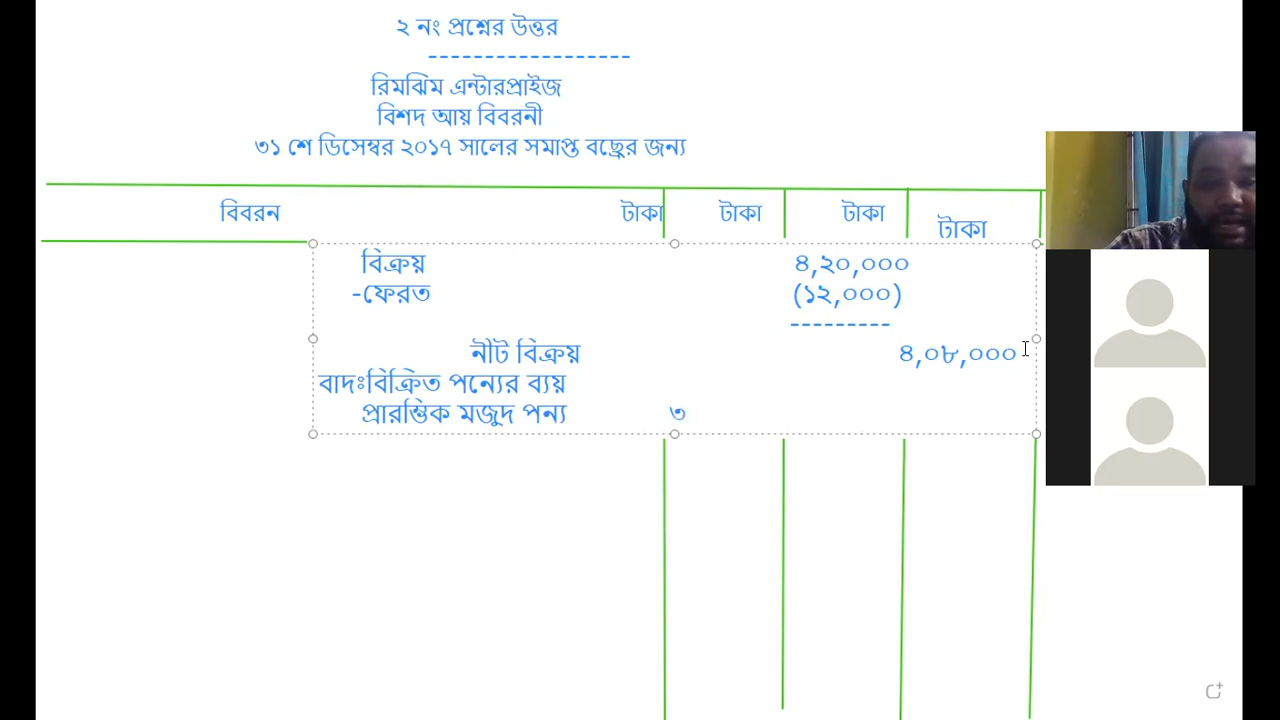 ২ নং প্রশ্নের উত্তর
------------------
রিমঝিম এন্টারপ্রাইজ
বিশদ আয় বিবরনী
৩১ শে ডিসেম্বর ২০১৭ সালের সমাপ্ত বছ্রের জন্য
বিবরন টাকা টাকা টাকা টাকা
বিক্রয় ৪,২০,০০০
-ফেরত (১২,০০০)
---------
নীট বিক্রয় ৪,০৮,০০০
বাদঃবিক্রিত পন্যের ব্যয়
প্রারম্ভিক মজুদ পন্য ৩